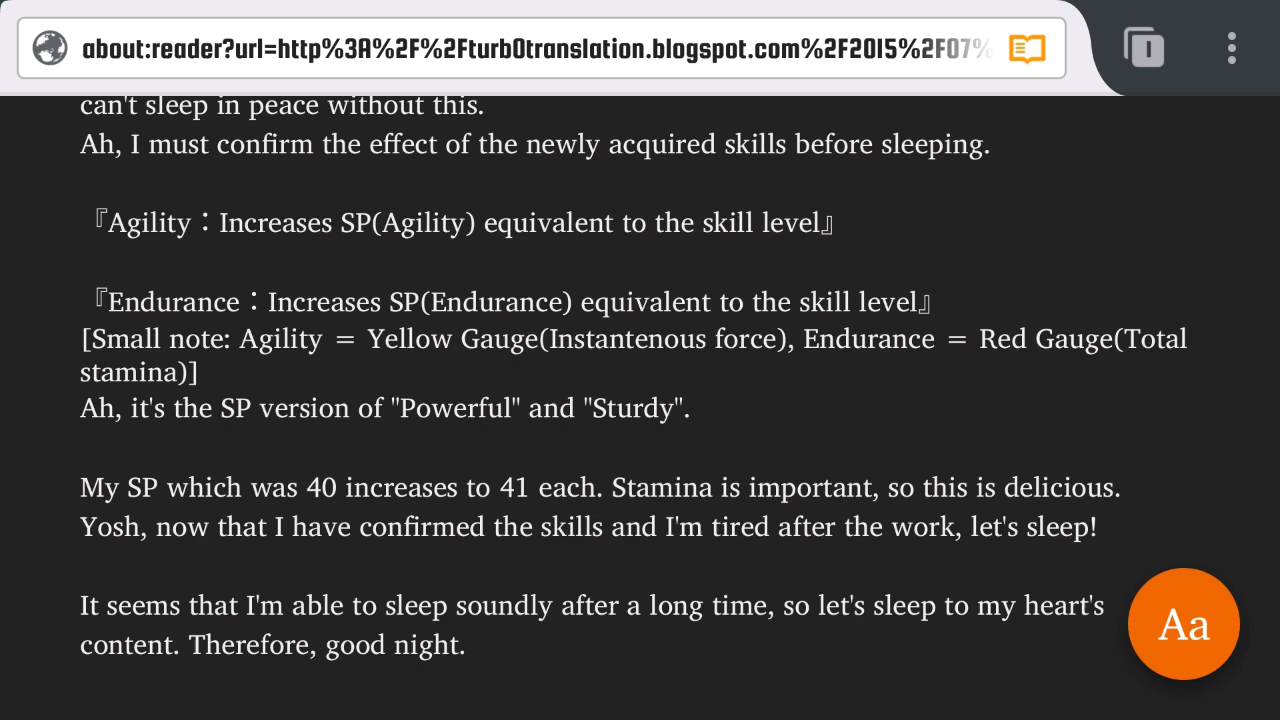 about:reader?url=http%3A%2F%2Fturb0translation.blogspot.com%2F2015%2F07%
1
can't sleep in peace without this.
Ah, I must confirm the effect of the newly acquired skills before sleeping.
『Agility：Increases SP(Agility) equivalent to the skill level』
『Endurance：Increases SP(Endurance) equivalent to the skill level』
[Small note: Agility = Yellow Gauge(Instantenous force), Endurance = Red Gauge(Total
stamina)]
Ah, it's the SP version of "Powerful" and "Sturdy".
My SP which was 40 increases to 41 each. Stamina is important, so this is delicious.
Yosh, now that I have confirmed the skills and I'm tired after the work, let's sleep!
It seems that I'm able to sleep soundly after a long time, so let's sleep to my heart's
content. Therefore, good night.
Aa